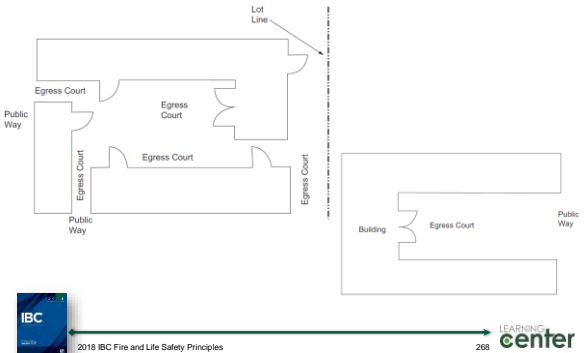 Lot
Line
Egress Court
Public
Way
Egress
Court
Egress Court
Egress Court
Egress Court
Public
Way
Building
Egress Court
Public
Way
IBC
2018 IBC Fire and Life Safety Principles
268
LEARNING
center